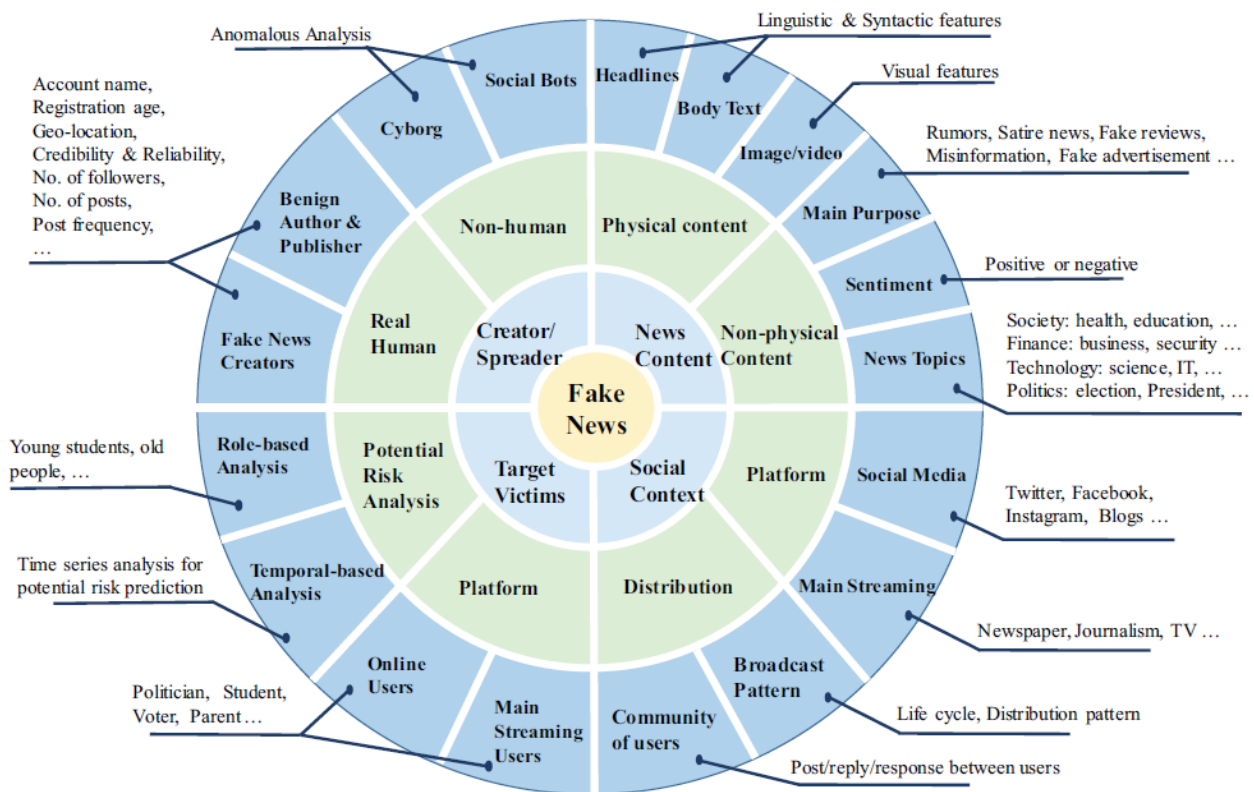 Linguistic & Syntactic features
Anomalous Analysis
Visual features
Account name,
Registration age,
Geo-location,
Credibility & Reliability,
No. of followers,
No. of posts,
Post frequency,
…
Rumors, Satire news, Fake reviews,
Misinformation, Fake advertisement …
Positive or negative
Society: health, education, …
Finance: business, security …
Technology: science, IT, …
Politics: election, President, …
Social Bots
Headlines
Body Text
Cyborg
Image/video
Benign
Author &
Publisher
Main Purpose
Sentiment
Fake News
Creators
News Topics
Non-human
Physical content
Real
Human
Non-physical
Content
Creator/
Spreader
News
Content
Fake
News
Target
Victims
Social
Context
Potential
Risk
Analysis
Platform
Platform
Distribution
Role-based
Analysis
Social Media
Temporal-based
Analysis
Main Streaming
Online
Users
Broadcast
Pattern
Main
Streaming
Users
Community
of users
Young students, old
people, …
Twitter, Facebook,
Instagram, Blogs …
Time series analysis for
potential risk prediction
Newspaper, Journalism, TV …
Politician, Student,
Voter, Parent …
Life cycle, Distribution pattern
Post/reply/response between users